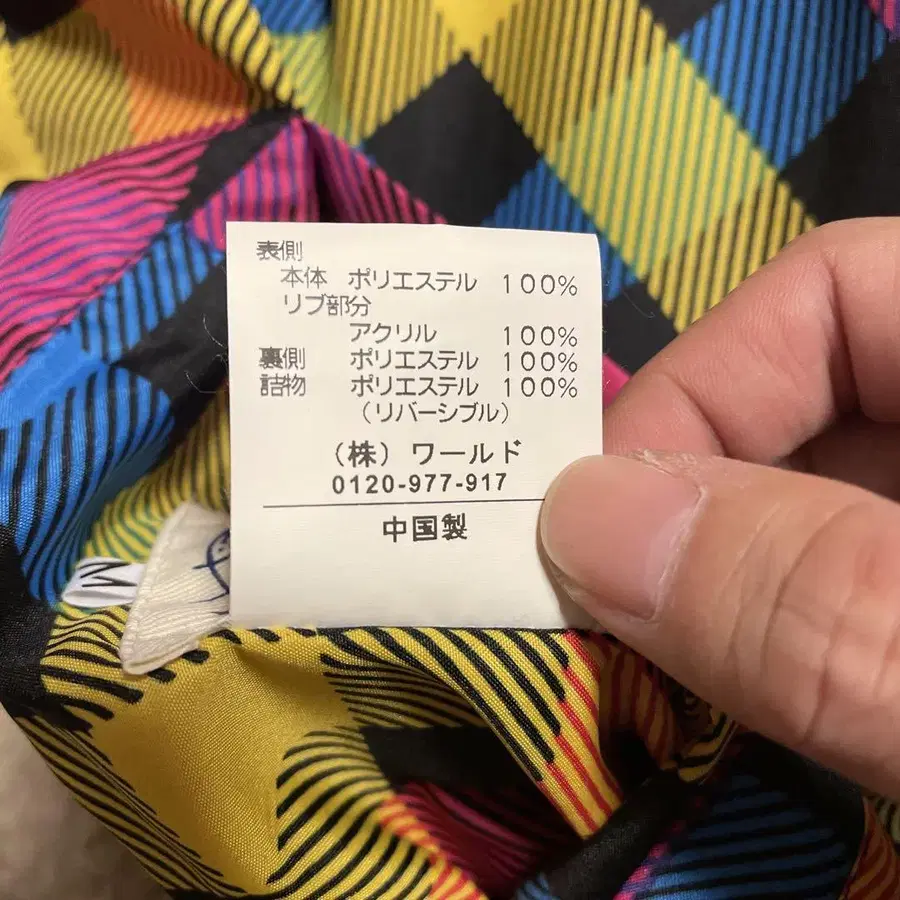 表側
本体 ポリエステル 100%
リブ部分
アクリル 100%
裏側 ポリエステル 100%
詰物 ポリエステル 100%
（リバーシブル）
（株）ワールド
0120-977-917
中国製
M